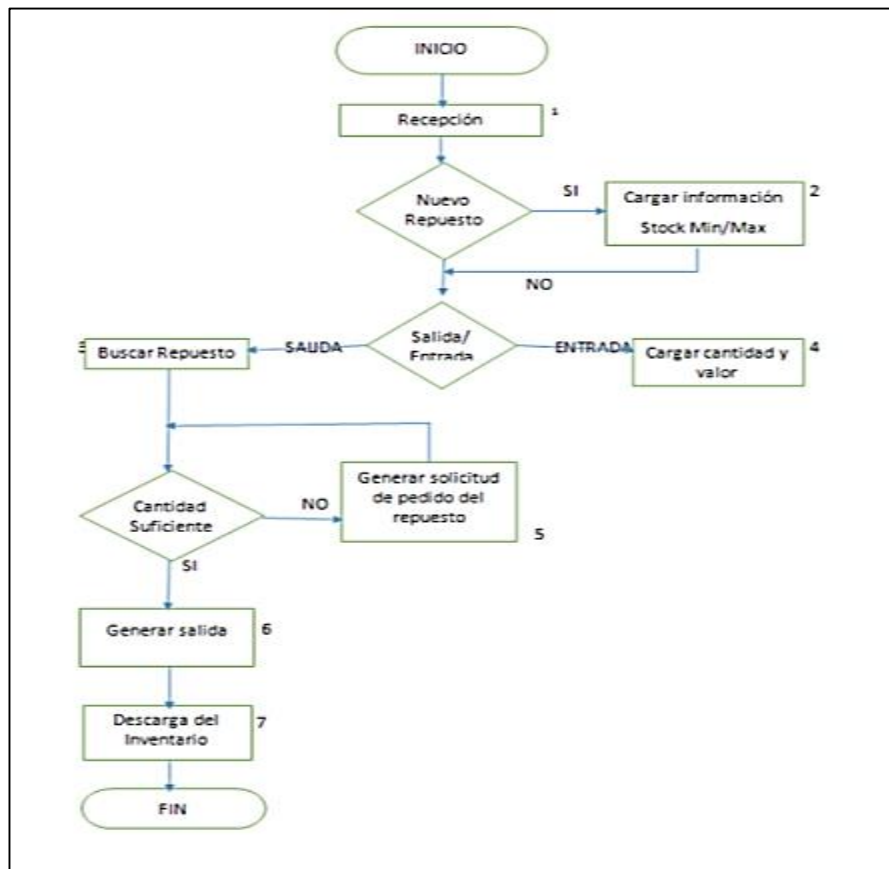 INICIO
Recepción
1
Nuevo
Repuesto
SI
Cargar información
Stock Min/Max
2
NO
Salida/
Entrada
SALIDA
ENTRADA
3
Buscar Repuesto
Cargar cantidad y
valor
4
Generar solicitud
de pedido del
repuesto
5
Cantidad
Suficiente
NO
SI
Generar salida
6
Descarga del
Inventario
7
FIN